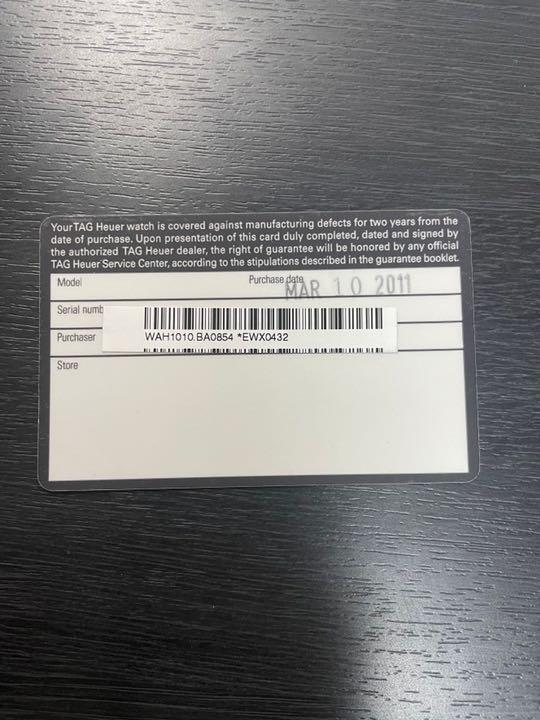 Your TAG Heuer watch is covered against manufacturing defects for two years from the
date of purchase. Upon presentation of this card duly completed, dated and signed by
the authorized TAG Heuer dealer, the right of guarantee will be honored by any official
TAG Heuer Service Center, according to the stipulations described in the guarantee booklet.
Model Purchase date
MAR 10 2011
Serial numb
Purchaser WAH1010.BA0854 *EWX0432
Store